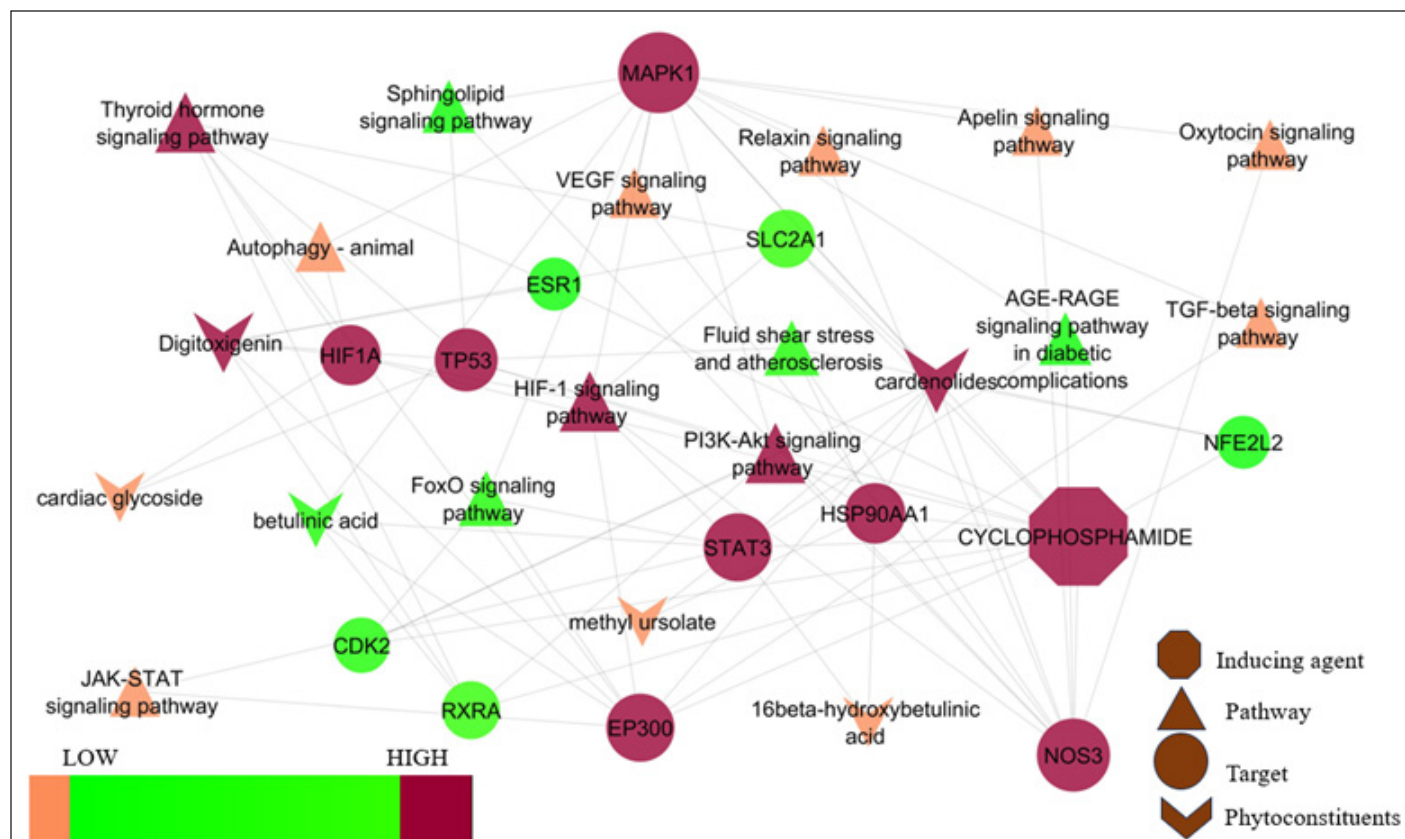 MAPK1
Thyroid hormone
signaling pathway
Sphingolipid
signaling pathway
Relaxin signaling
pathway
Apelin signaling
pathway
Oxytocin signaling
pathway
VEGF signaling
pathway
Autophagy - animal
SLC2A1
ESR1
AGE-RAGE
signaling pathway
in diabetic
complications
TGF-beta signaling
pathway
Digitoxigenin
HIF1A
TP53
Fluid shear stress
and atherosclerosis
HIF-1 signaling
pathway
cardenolides
PI3K-Akt signaling
pathway
NFE2L2
cardiac glycoside
betulinic acid
FoxO signaling
pathway
STAT3
HSP90AA1
CYCLOPHOSPHAMIDE
methyl ursolate
CDK2
JAK-STAT
signaling pathway
RXRA
EP300
16beta-hydroxybetulinic
acid
NOS3
Inducing agent
Pathway
Target
Phytoconstituents
LOW
HIGH